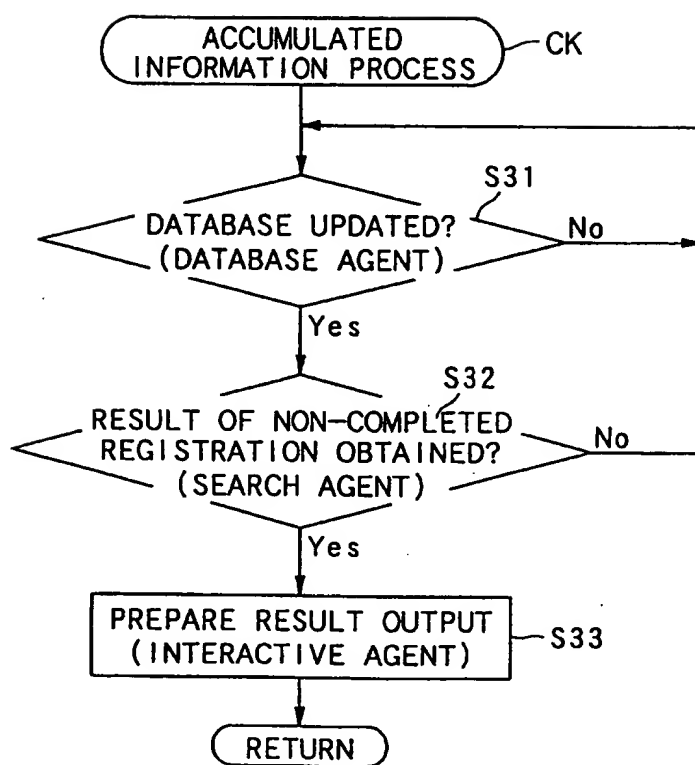 ACCUMULATED
INFORMATION PROCESS
CK
S31
DATABASE UPDATED?
(DATABASE AGENT)
No
Yes
S32
RESULT OF NON-COMPLETED
REGISTRATION OBTAINED?
(SEARCH AGENT)
No
Yes
PREPARE RESULT OUTPUT
(INTERACTIVE AGENT)
S33
RETURN